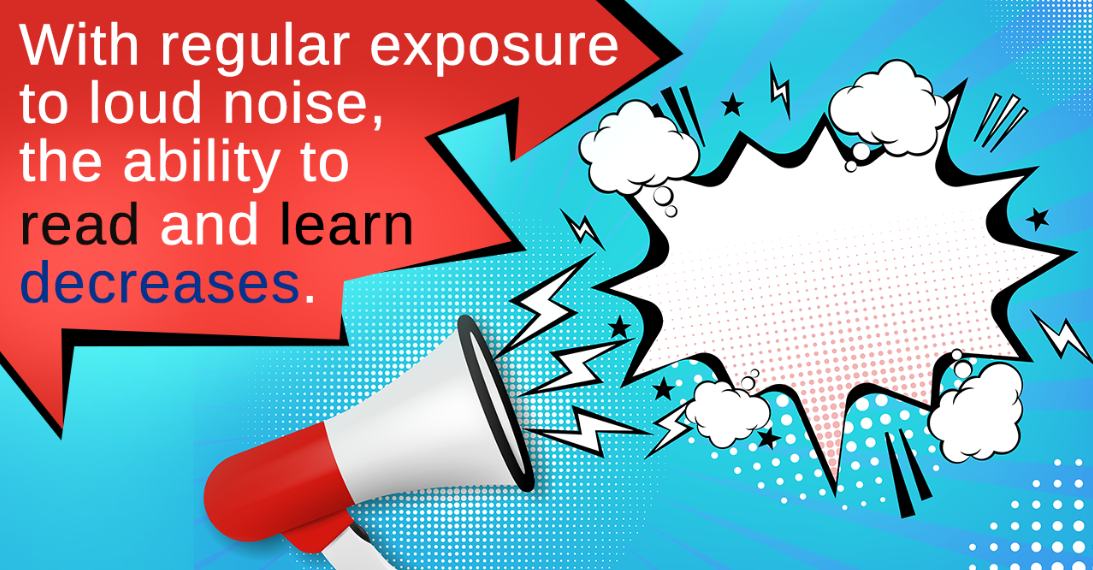 With regular exposure
to loud noise,
the ability to
read and learn
decreases.